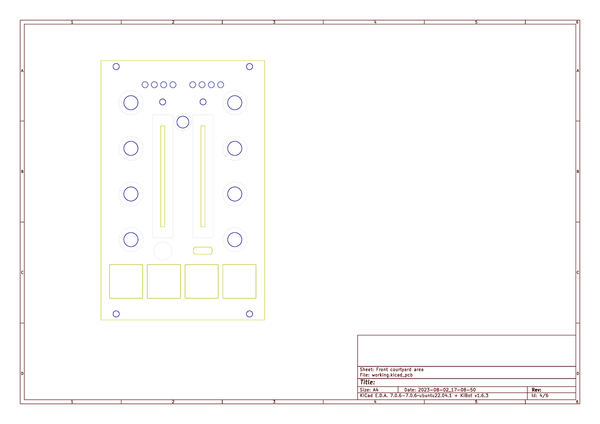 1 2 3 4 5 6
A A
B B
C C
D D
Sheet: Front courtyard area
File: working.kicad_pcb
Title:
Size: A4 Date: 2023-08-02_17-08-50 Rev:
KiCad E.D.A. 7.0.6-7.0.6~ubuntu22.04.1 + KiBot v1.6.3 Id: 4/6
1 2 3 4 5 6